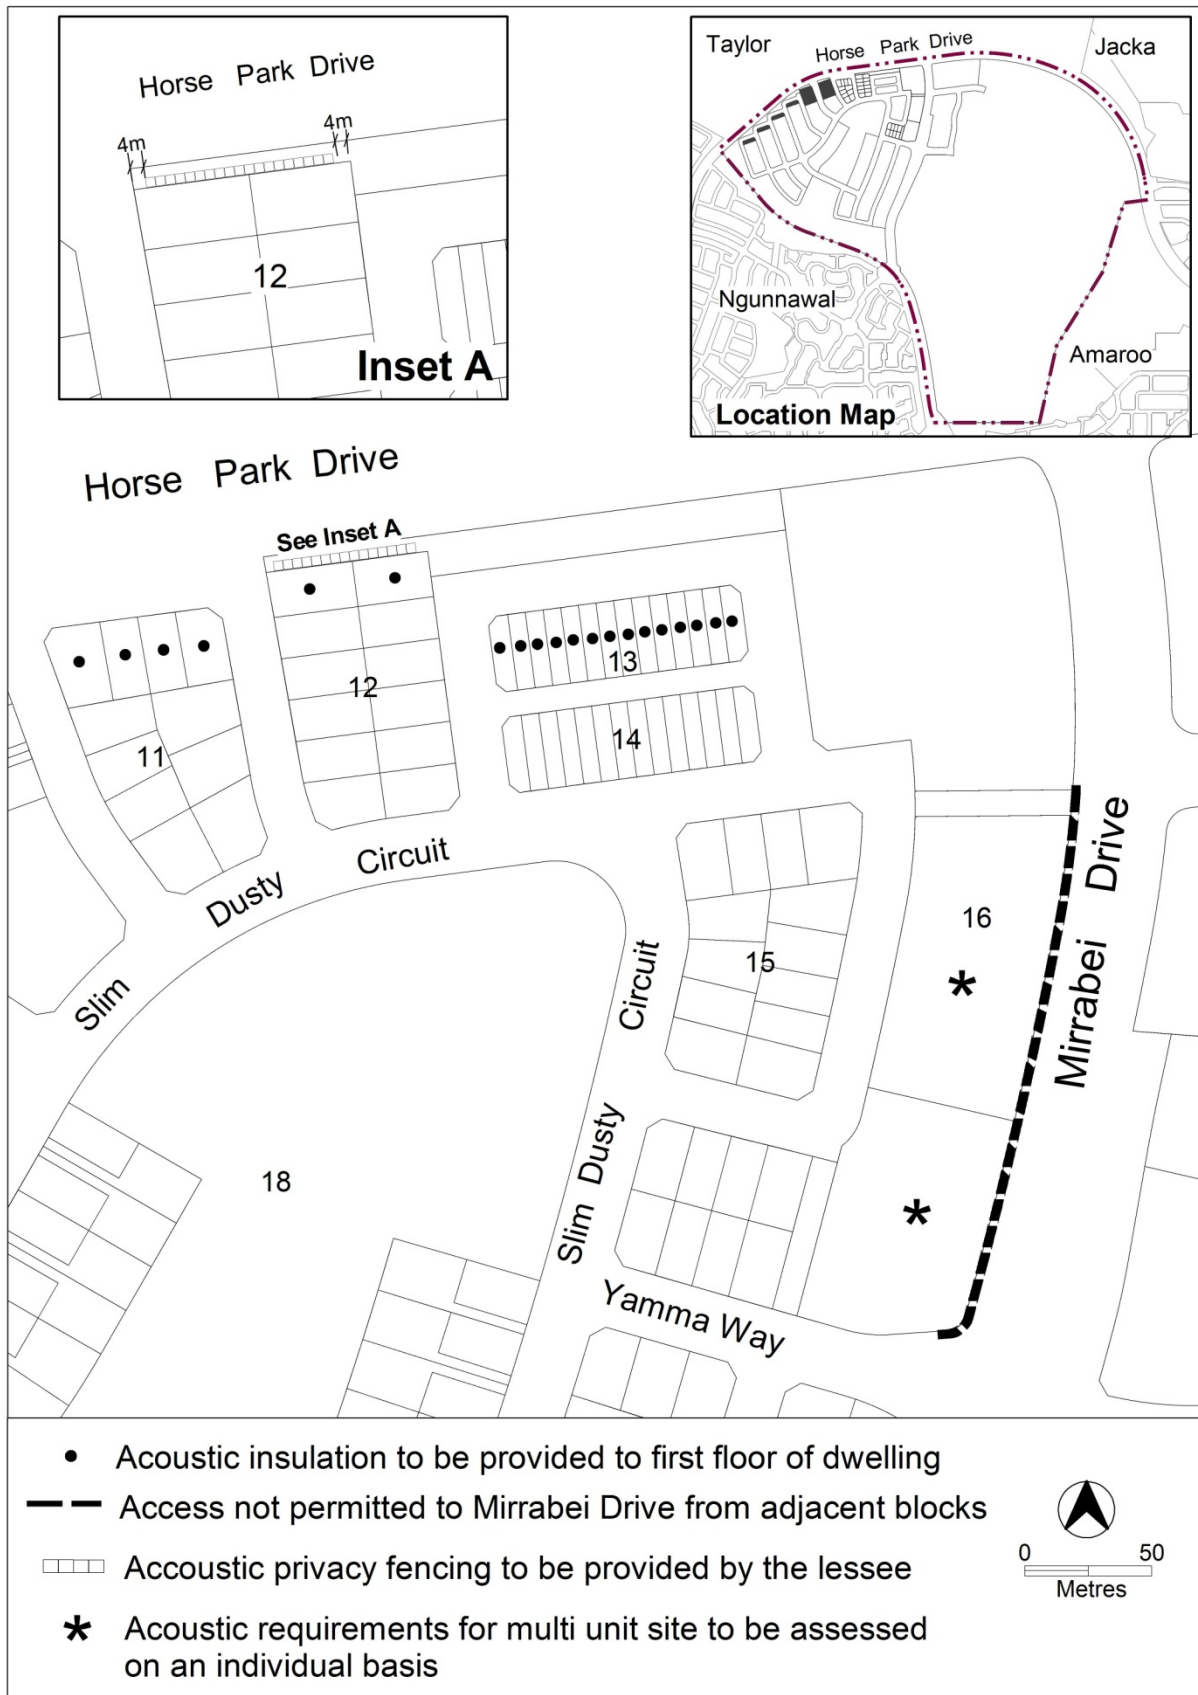 Horse Park Drive
4m
4m
12
Inset A
Taylor
Horse Park Drive
Jacka
Ngunnawal
Amaroo
Location Map
Horse Park Drive
See Inset A
13
12
14
11
Dusty
Circuit
Slim
Mirrabei Drive
16
15
Circuit
Slim Dusty
18
Yamma Way
Acoustic insulation to be provided to first floor of dwelling
Access not permitted to Mirrabei Drive from adjacent blocks
Accoustic privacy fencing to be provided by the lessee
0 50
Metres
Acoustic requirements for multi unit site to be assessed
on an individual basis